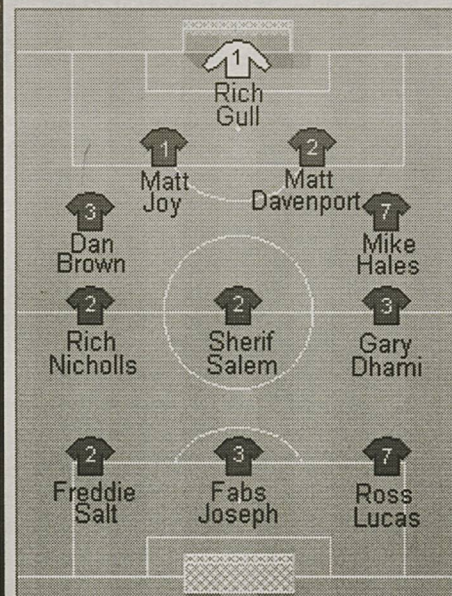 1
Rich
Gull
1
2
Matt
Joy
Matt
Davenport
3
7
Dan
Brown
Mike
Hales
2
2
3
Rich
Nicholls
Sherif
Salem
Gary
Dhami
2
3
7
Freddie
Salt
Fabs
Joseph
Ross
Lucas